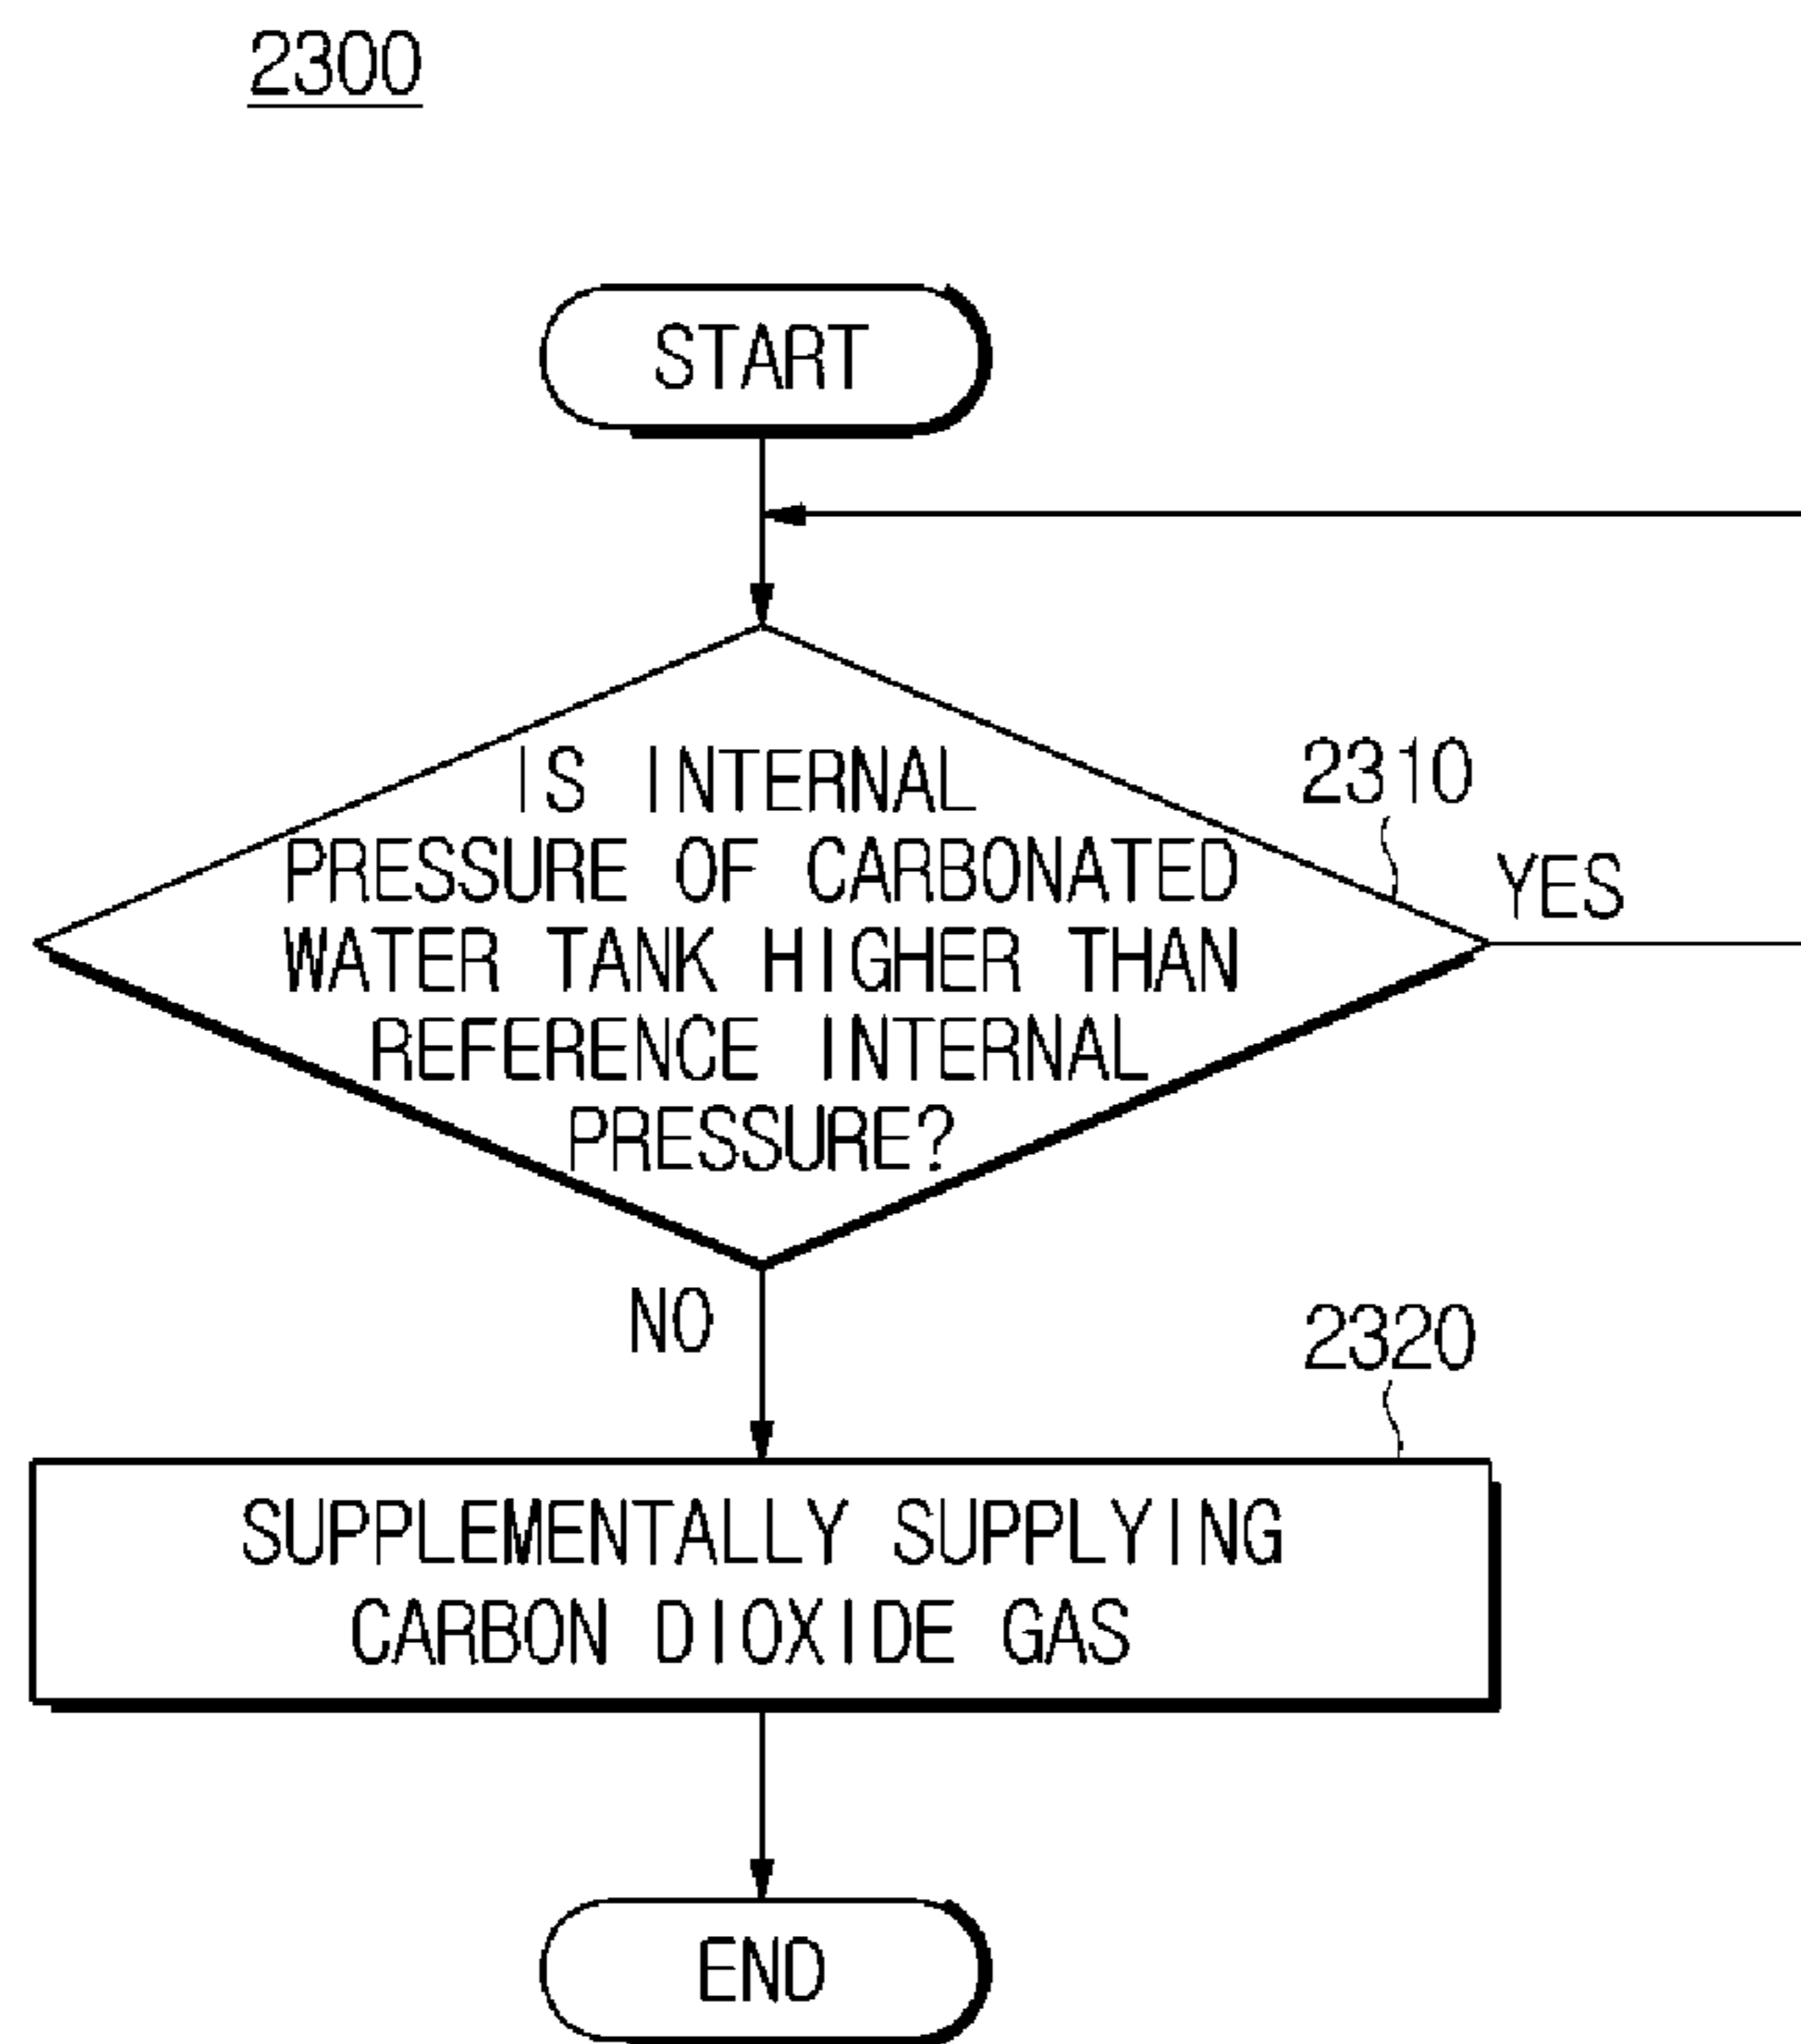 2300
START
IS INTERNAL
PRESSURE OF CARBONATED
WATER TANK HIGHER THAN
REFERENCE INTERNAL
PRESSURE?
2310
YES
NO
2320
SUPPLEMENTALLY SUPPLYING
CARBON DIOXIDE GAS
END